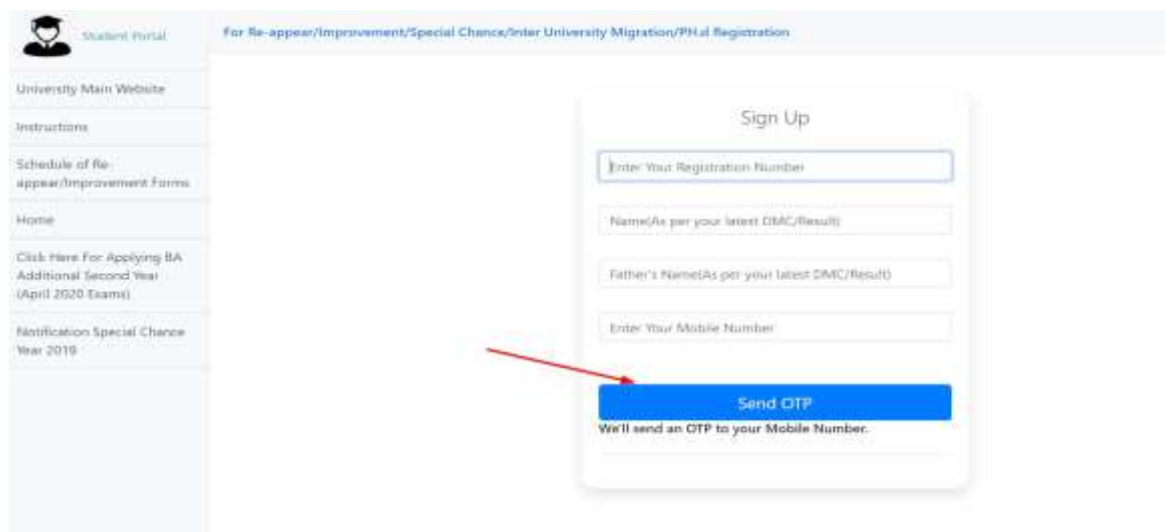 Student Portal
For Re-appear/Improvement/Special Chance/Inter University Migration/PH.d Registration
University Main Website
Instructions
Schedule of Re-
appear/Improvement Forms
Home
Click Here For Applying BA
Additional Second Year
(April 2020 Exams)
Notification Special Chance
Year 2019
Sign Up
Enter Your Registration Number
Name(As per your latest DMC/Result)
Father's Name(As per your latest DMC/Result)
Enter Your Mobile Number
Send OTP
We'll send an OTP to your Mobile Number.